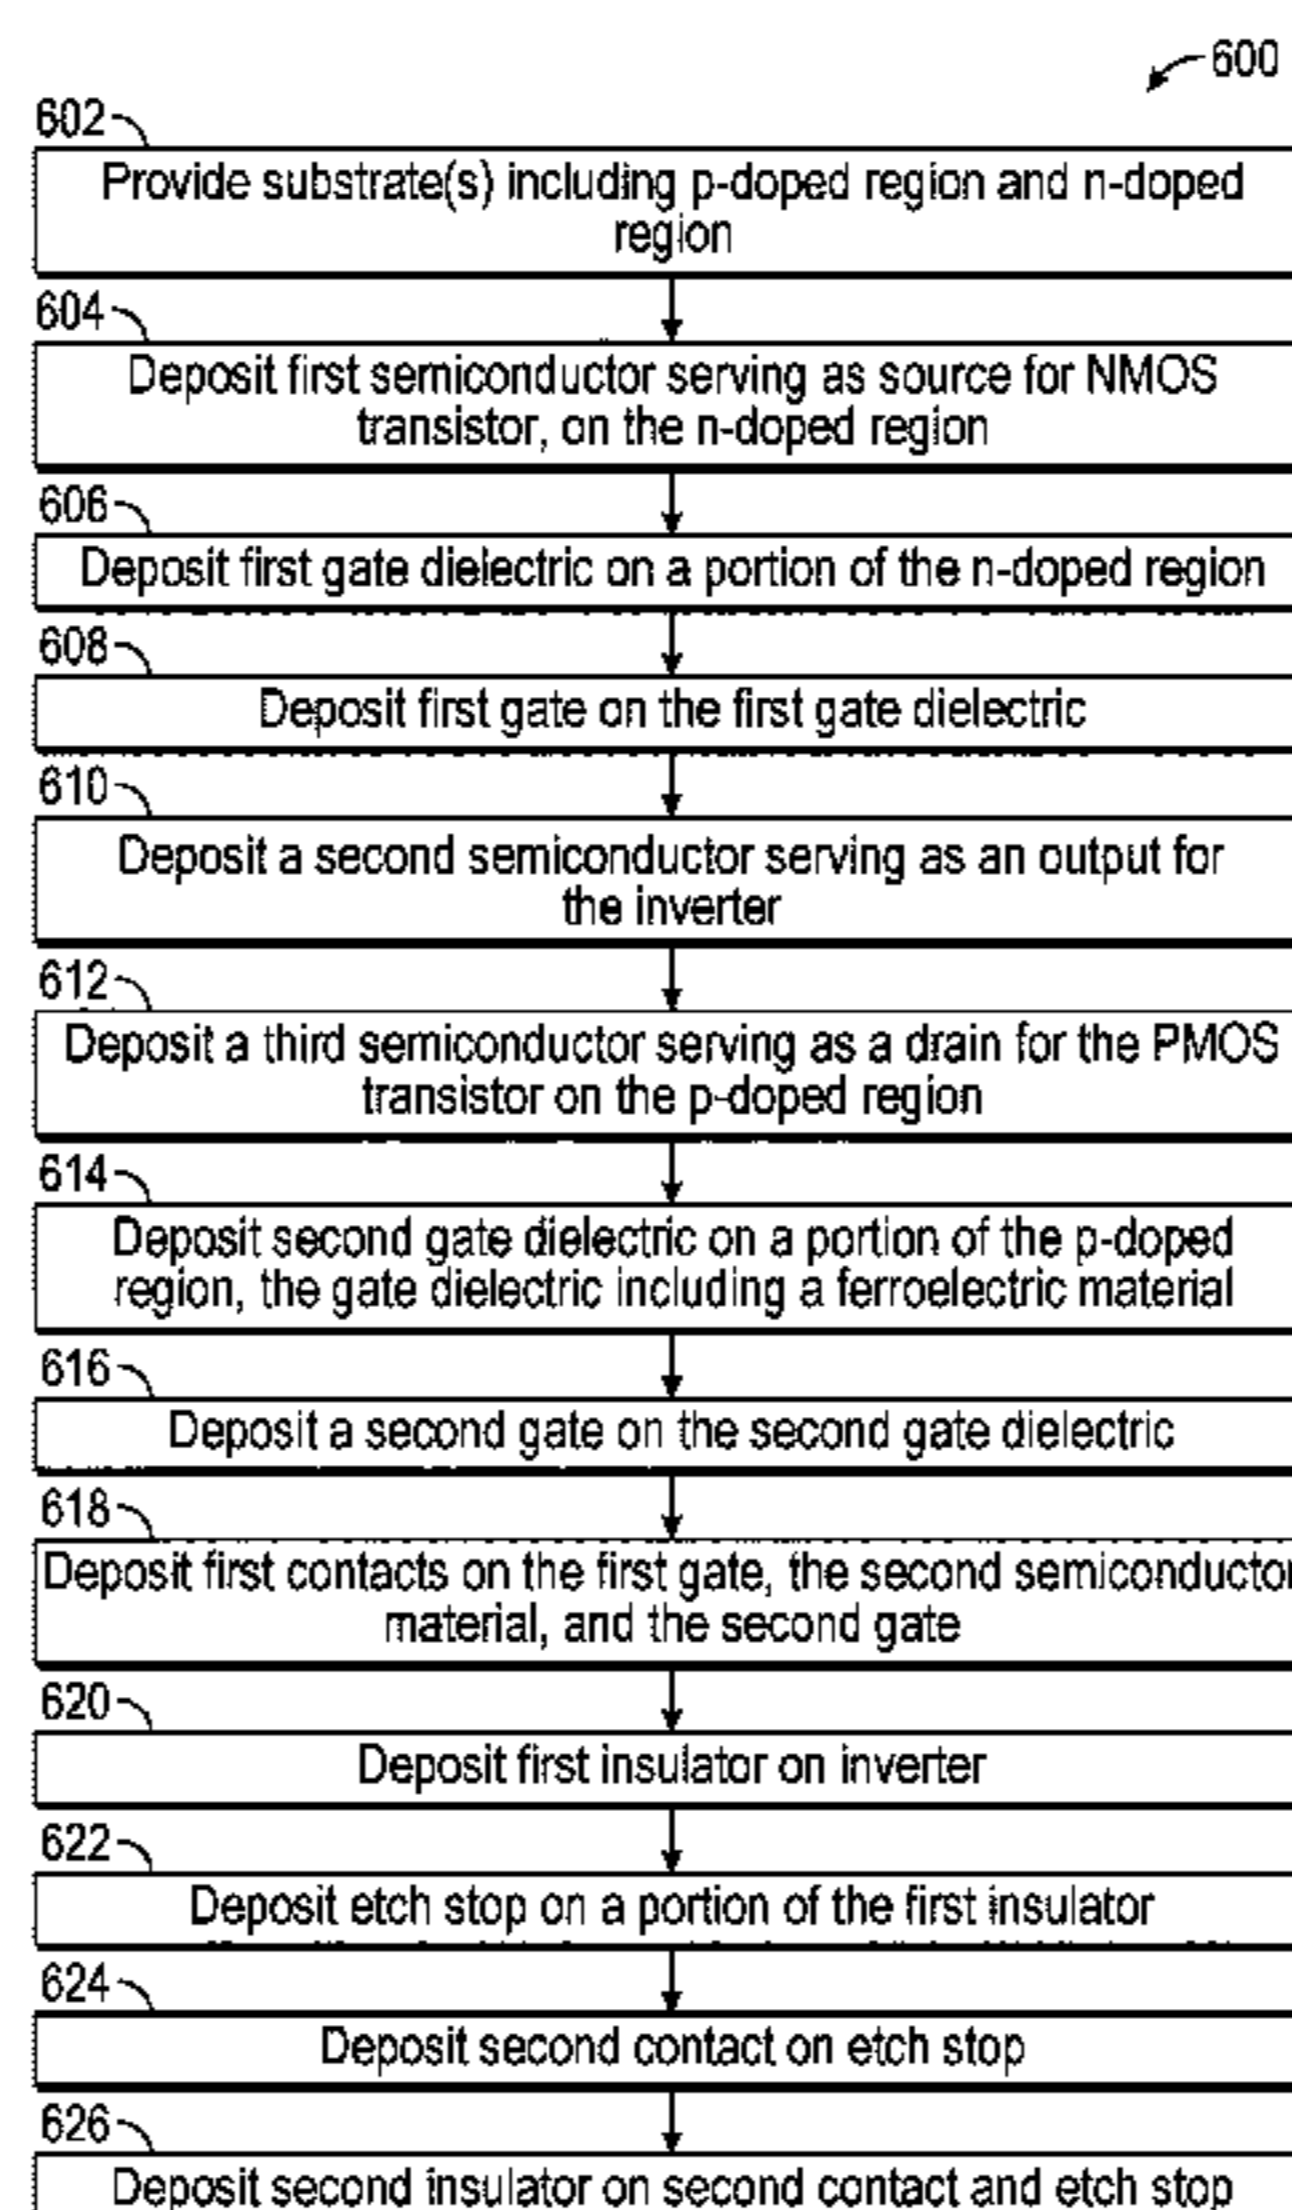 600
602
Provide substrate(s) including p-doped region and n-doped
region
604
Deposit first semiconductor serving as source for NMOS
transistor, on the n-doped region
606
Deposit first gate dielectric on a portion of the n-doped region
608
Deposit first gate on the first gate dielectric
610
Deposit a second semiconductor serving as an output for
the inverter
612
Deposit a third semiconductor serving as a drain for the PMOS
transistor on the p-doped region
614
Deposit second gate dielectric on a portion of the p-doped
region, the gate dielectric including a ferroelectric material
616
Deposit a second gate on the second gate dielectric
618
Deposit first contacts on the first gate, the second semiconductor
material, and the second gate
620
Deposit first insulator on inverter
622
Deposit etch stop on a portion of the first insulator
624
Deposit second contact on etch stop
626
Deposit second insulator on second contact and etch stop